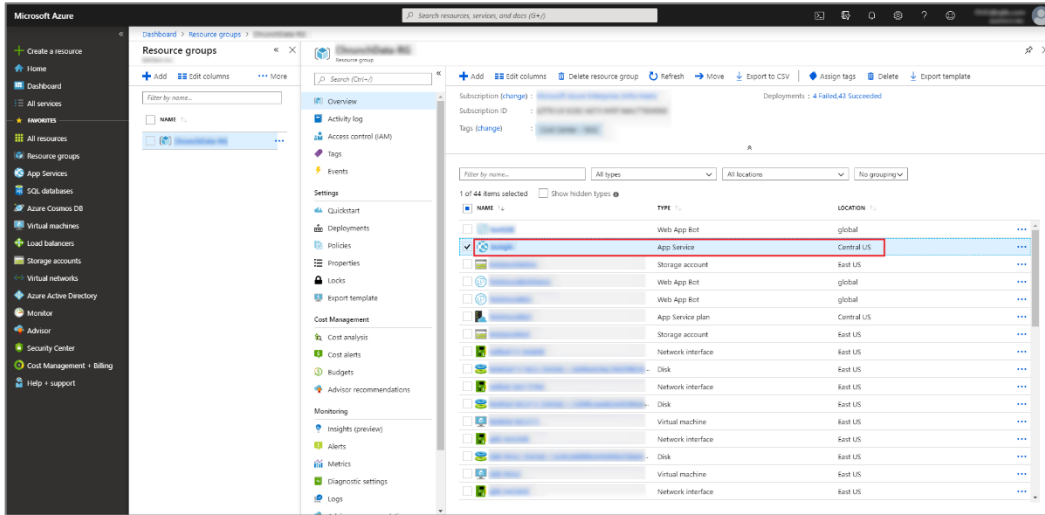 Microsoft Azure
Search resources, services, and docs (G+/)
Dashboard > Resource groups >
Create a resource
Home
Dashboard
All services
FAVORITES
All resources
Resource groups
App Services
SQL databases
Azure Cosmos DB
Virtual machines
Load balancers
Storage accounts
Virtual networks
Azure Active Directory
Monitor
Advisor
Security Center
Cost Management + Billing
Help + support
Resource groups
Add
Edit columns
More
Filter by name...
NAME
Resource group
Search (Ctrl+/)
Overview
Activity log
Access control (IAM)
Tags
Events
Settings
Quickstart
Deployments
Policies
Properties
Locks
Export template
Cost Management
Cost analysis
Cost alerts
Budgets
Advisor recommendations
Monitoring
Insights (preview)
Alerts
Metrics
Diagnostic settings
Logs
Add Edit columns Delete resource group Refresh Move Export to CSV Assign tags Delete Export template
Subscription (change) :
Deployments : 4 Failed,43 Succeeded
Subscription ID :
Tags (change) :
Filter by name... All types All locations No grouping
1 of 44 items selected Show hidden types
NAME TYPE LOCATION
Web App Bot global
App Service Central US
Storage account East US
Web App Bot global
Web App Bot global
App Service plan Central US
Storage account East US
Network interface East US
Disk East US
Network interface East US
Disk East US
Virtual machine East US
Network interface East US
Disk East US
Virtual machine East US
Network interface East US